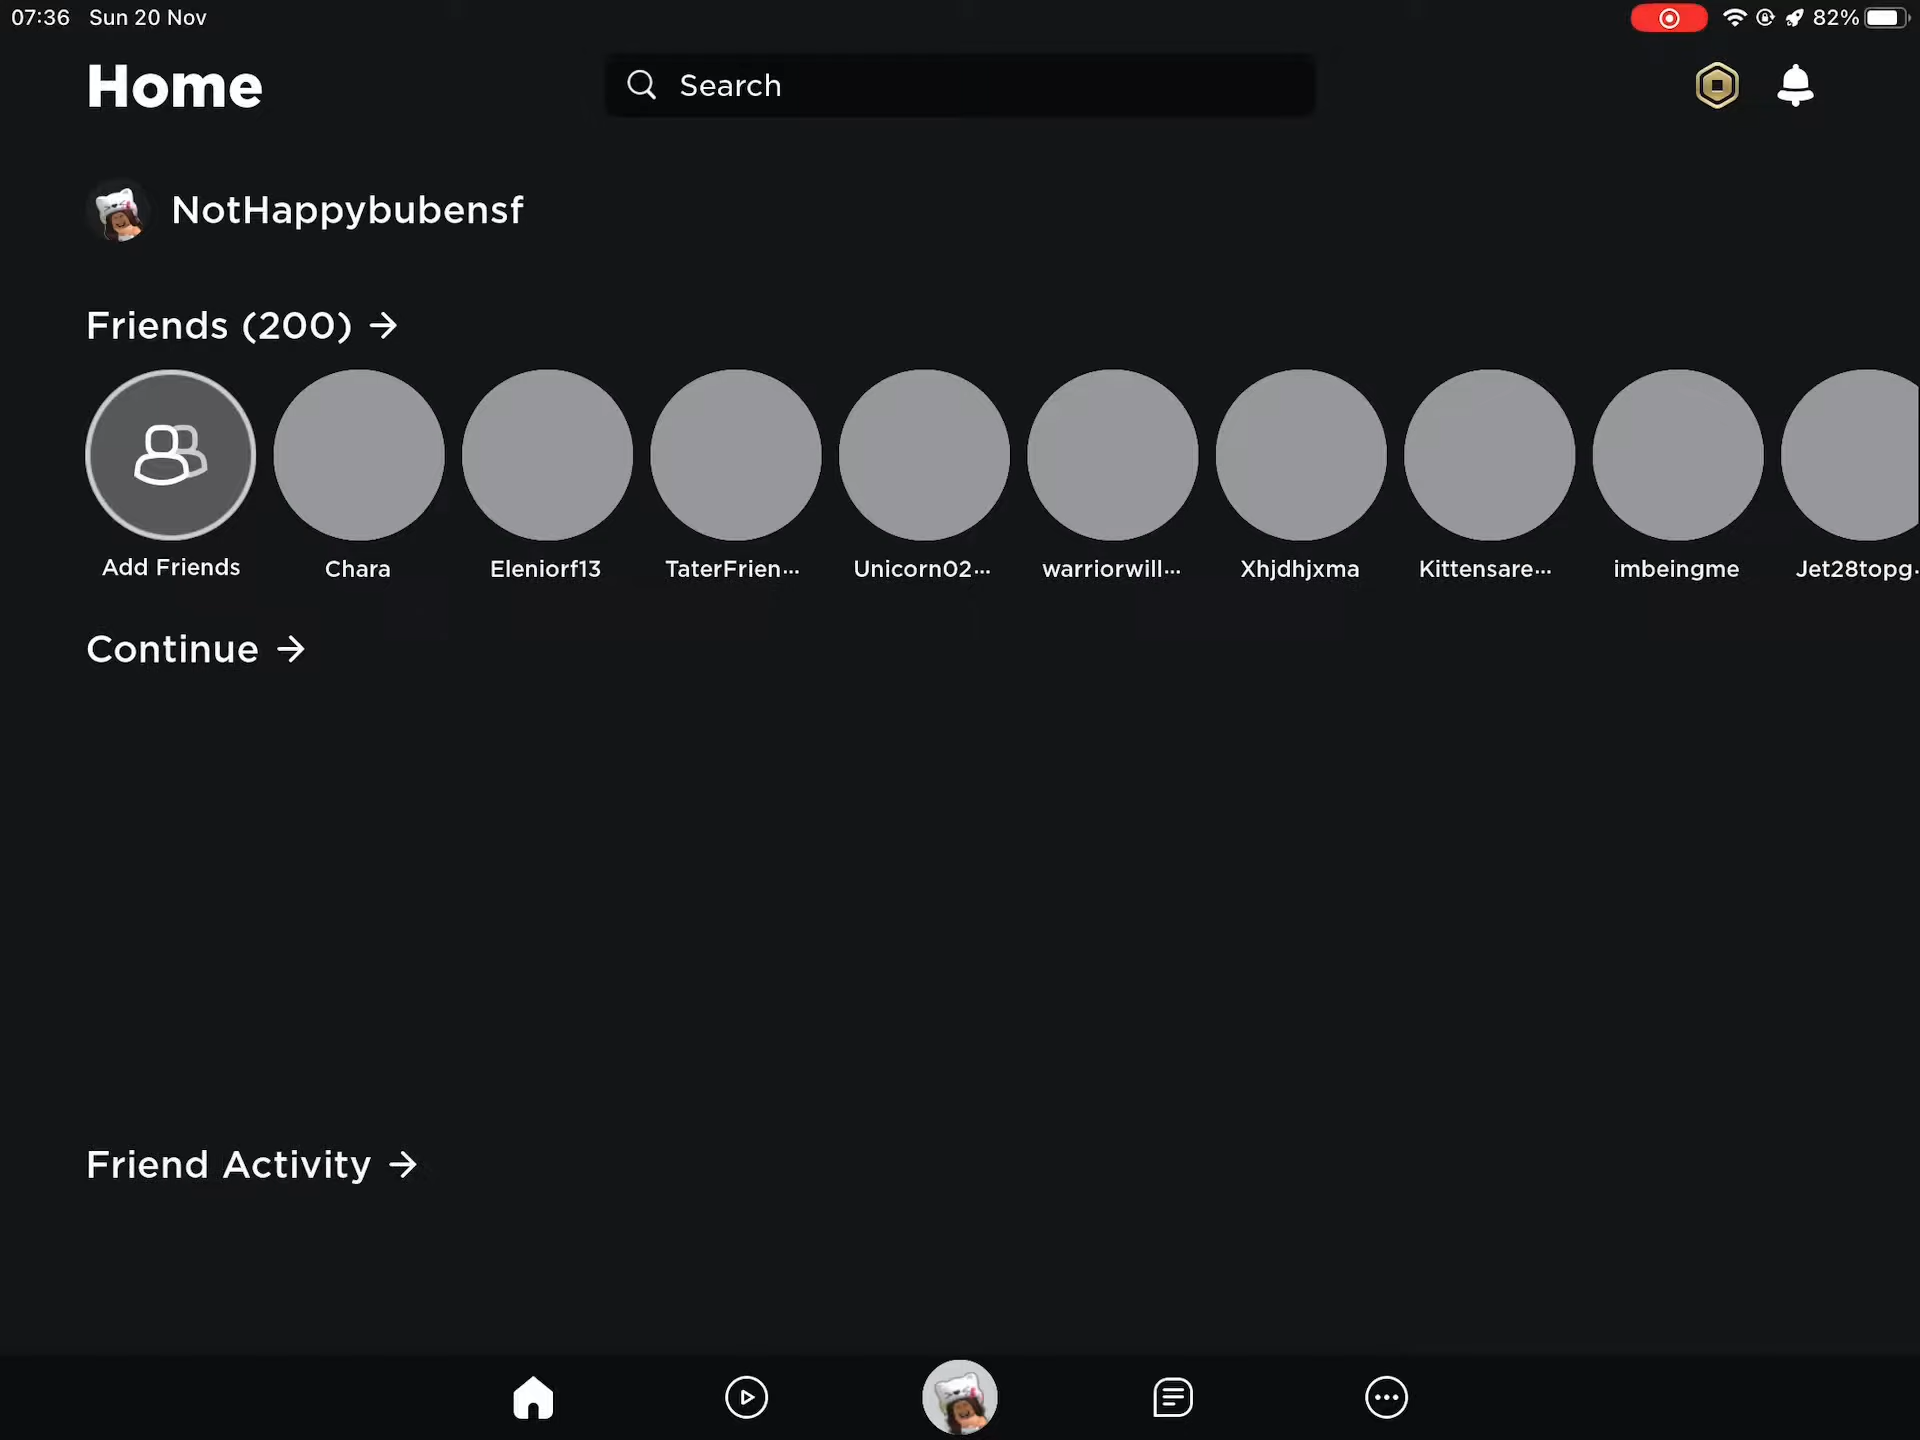 07:36 Sun 20 Nov 82%
Home
Search
NotHappybubensf
Friends (200) →
Add Friends Chara Eleniorf13 TaterFrien... Unicorn02... warriorwill... Xhjdhjxma Kittensare... imbeingme Jet28topg.
Continue →
Friend Activity →